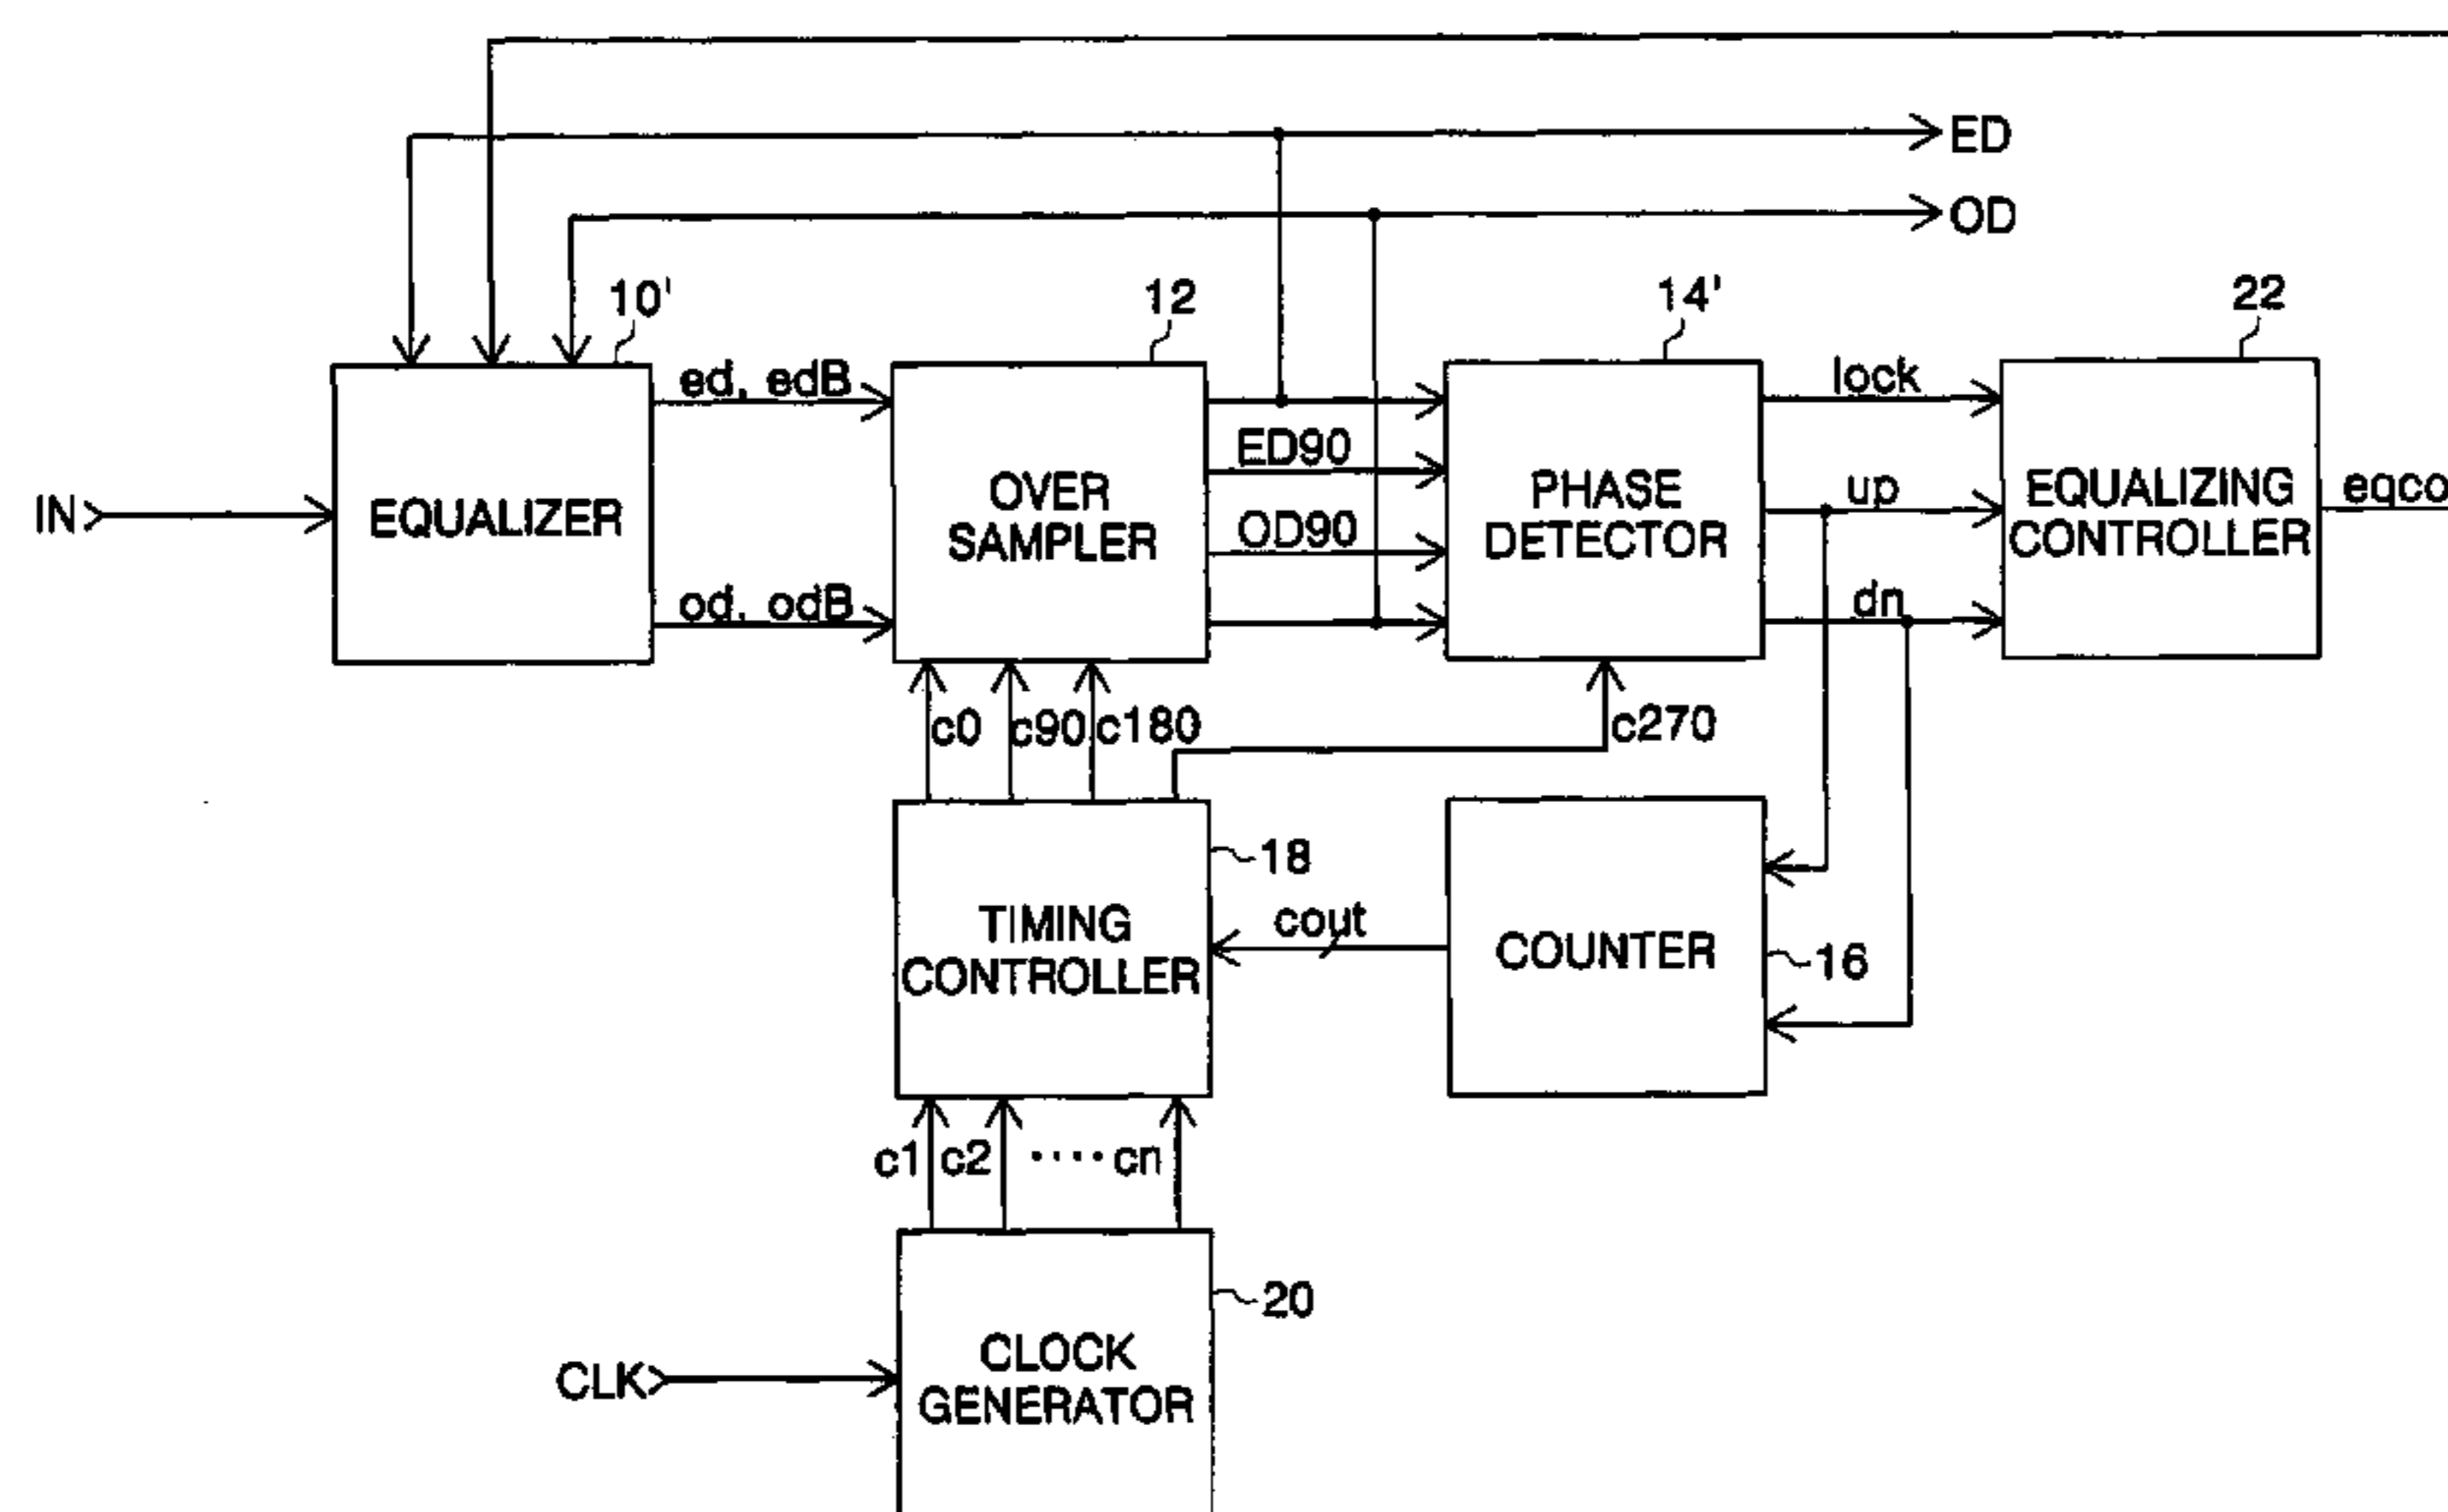 ED
OD
10'
12
14'
22
ed, edB
lock
ED90
IN
EQUALIZER
OVER
SAMPLER
PHASE
DETECTOR
up
EQUALIZING
CONTROLLER
eqco
OD90
od, odB
dn
c0
c90
c180
c270
18
TIMING
CONTROLLER
cout
COUNTER
16
c1
c2
····
cn
20
CLK
CLOCK
GENERATOR